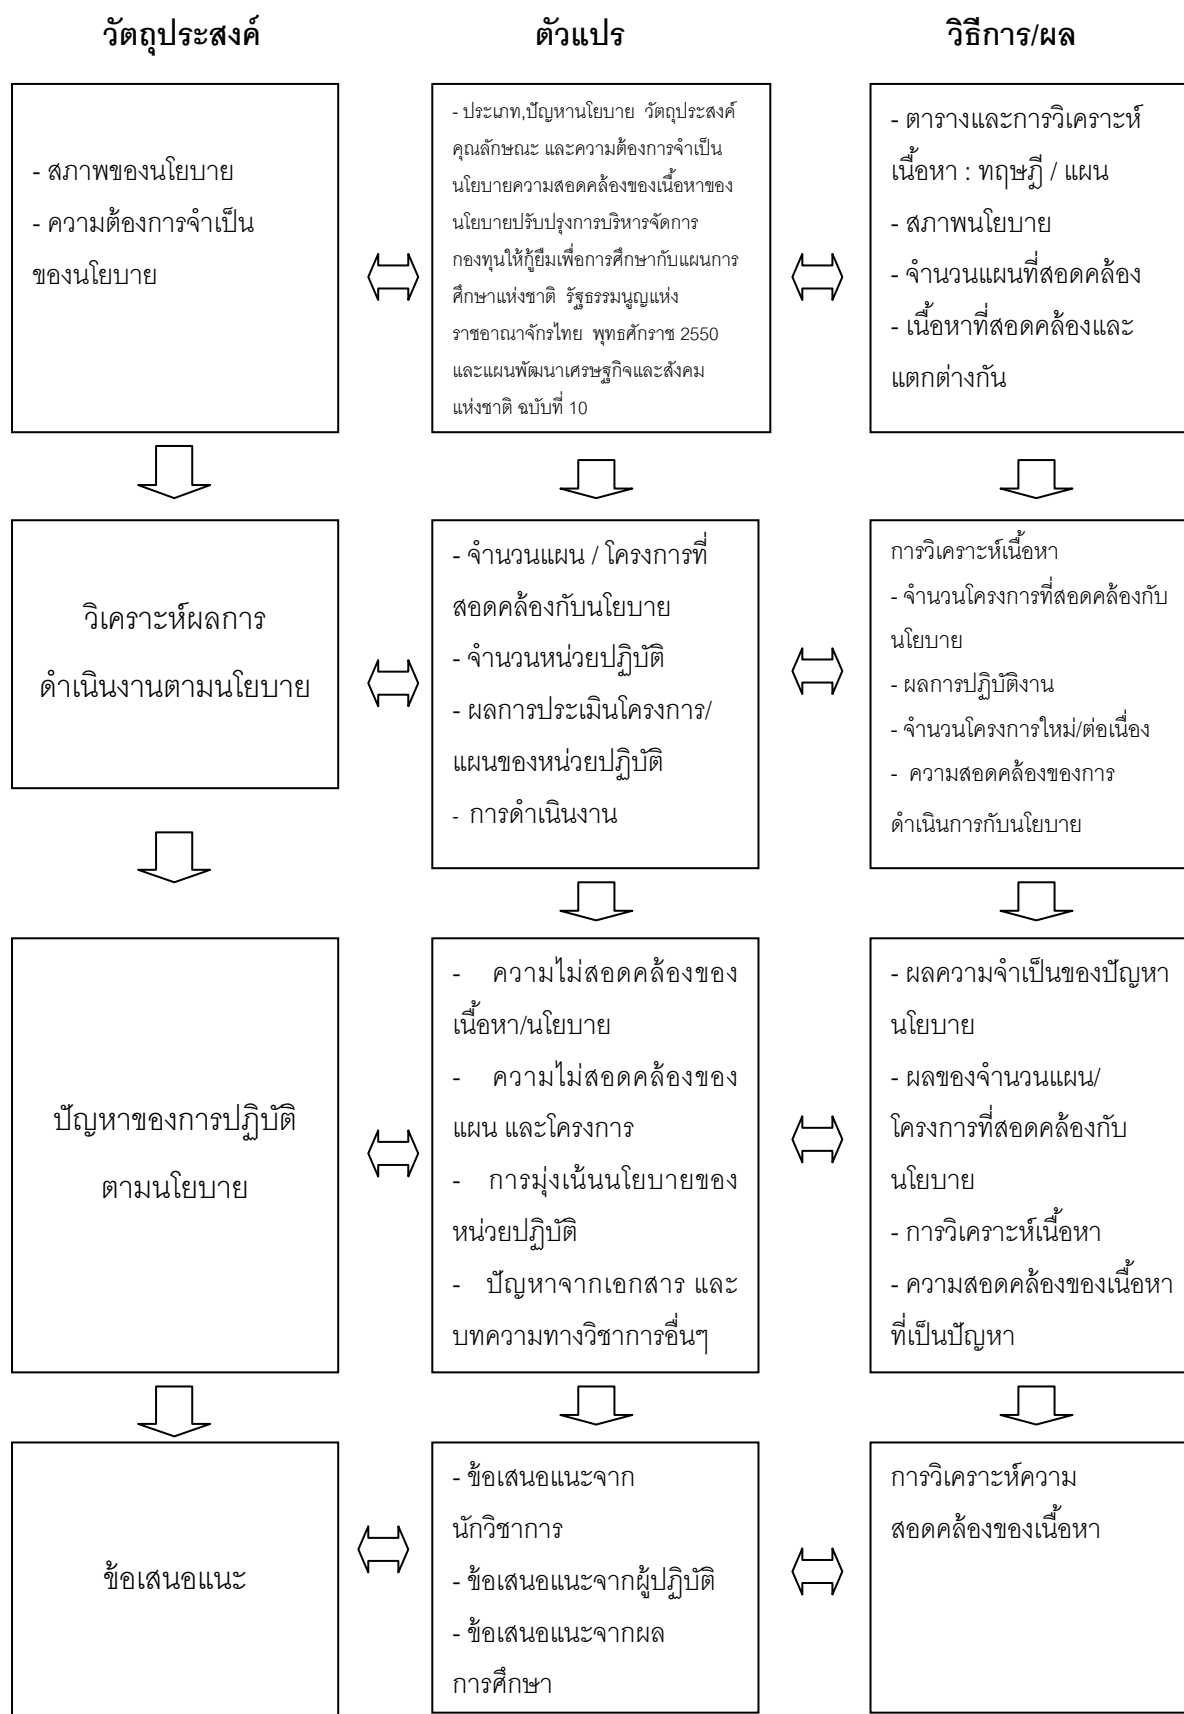 วัตถุประสงค์
ตัวแปร
วิธีการ/ผล
- สภาพของนโยบาย
- ความต้องการจำเป็น
ของนโยบาย
- ประเภท,ปัญหานโยบาย วัตถุประสงค์
คุณลักษณะ และความต้องการจำเป็น
นโยบายความสอดคล้องของเนื้อหาของ
นโยบายปรับปรุงการบริหารจัดการ
กองทุนให้กู้ยืมเพื่อการศึกษากับแผนการ
ศึกษาแห่งชาติ รัฐธรรมนูญแห่ง
ราชอาณาจักรไทย พุทธศักราช 2550
และแผนพัฒนาเศรษฐกิจและสังคม
แห่งชาติ ฉบับที่ 10
- ตารางและการวิเคราะห์
เนื้อหา : ทฤษฎี / แผน
- สภาพนโยบาย
- จำนวนแผนที่สอดคล้อง
- เนื้อหาที่สอดคล้องและ
แตกต่างกัน
วิเคราะห์ผลการ
ดำเนินงานตามนโยบาย
- จำนวนแผน / โครงการที่
สอดคล้องกับนโยบาย
- จำนวนหน่วยปฏิบัติ
- ผลการประเมินโครงการ/
แผนของหน่วยปฏิบัติ
- การดำเนินงาน
การวิเคราะห์เนื้อหา
- จำนวนโครงการที่สอดคล้องกับ
นโยบาย
- ผลการปฏิบัติงาน
- จำนวนโครงการใหม่/ต่อเนื่อง
- ความสอดคล้องของการ
ดำเนินการกับนโยบาย
ปัญหาของการปฏิบัติ
ตามนโยบาย
- ความไม่สอดคล้องของ
เนื้อหา/นโยบาย
- ความไม่สอดคล้องของ
แผน และโครงการ
- การมุ่งเน้นนโยบายของ
หน่วยปฏิบัติ
- ปัญหาจากเอกสาร และ
บทความทางวิชาการอื่นๆ
- ผลความจำเป็นของปัญหา
นโยบาย
- ผลของจำนวนแผน/
โครงการที่สอดคล้องกับ
นโยบาย
- การวิเคราะห์เนื้อหา
- ความสอดคล้องของเนื้อหา
ที่เป็นปัญหา
ข้อเสนอแนะ
- ข้อเสนอแนะจาก
นักวิชาการ
- ข้อเสนอแนะจากผู้ปฏิบัติ
- ข้อเสนอแนะจากผล
การศึกษา
การวิเคราะห์ความ
สอดคล้องของเนื้อหา